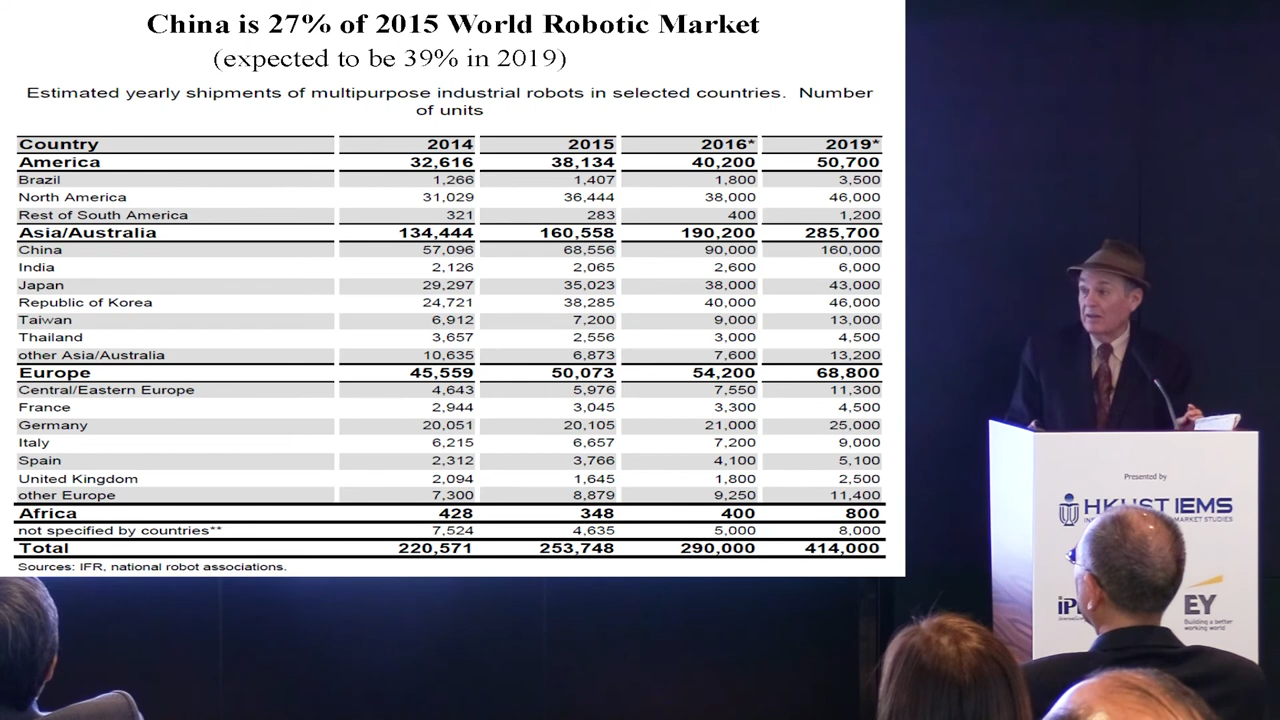 China is 27% of 2015 World Robotic Market
(expected to be 39% in 2019)
Estimated yearly shipments of multipurpose industrial robots in selected countries. Number
of units
Country 2014 2015 2016* 2019*
America 32,616 38,134 40,200 50,700
Brazil 1,266 1,407 1,800 3,500
North America 31,029 36,444 38,000 46,000
Rest of South America 321 283 400 1,200
Asia/Australia 134,444 160,558 190,200 285,700
China 57,096 68,556 90,000 160,000
India 2,126 2,065 2,600 6,000
Japan 29,297 35,023 38,000 43,000
Republic of Korea 24,721 38,285 40,000 46,000
Taiwan 6,912 7,200 9,000 13,000
Thailand 3,657 2,556 3,000 4,500
other Asia/Australia 10,635 6,873 7,600 13,200
Europe 45,559 50,073 54,200 68,800
Central/Eastern Europe 4,643 5,976 7,550 11,300
France 2,944 3,045 3,300 4,500
Germany 20,051 20,105 21,000 25,000
Italy 6,215 6,657 7,200 9,000
Spain 2,312 3,766 4,100 5,100
United Kingdom 2,094 1,645 1,800 2,500
other Europe 7,300 8,879 9,250 11,400
Africa 428 348 400 800
not specified by countries** 7,524 4,635 5,000 8,000
Total 220,571 253,748 290,000 414,000
Sources: IFR, national robot associations.
Presented by
HKUST IEMS
MARKET STUDIES
EY
Building a better
working world